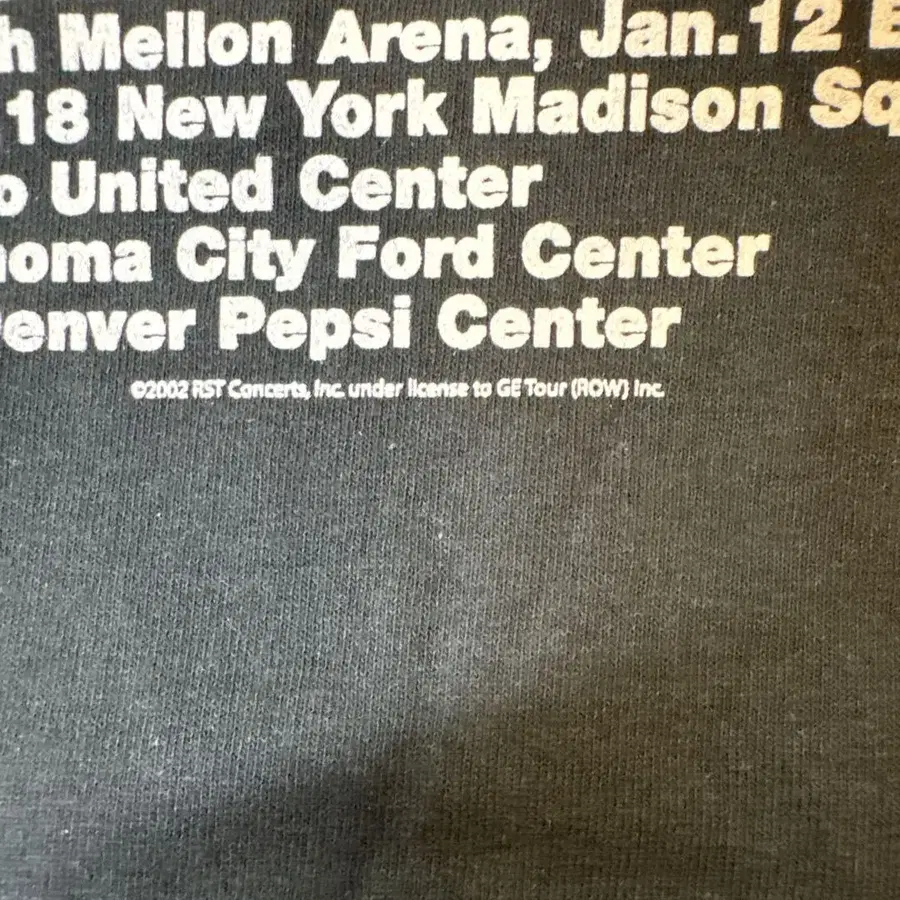 h Mellon Arena, Jan.12 B
18 New York Madison Sq
o United Center
homa City Ford Center
Denver Pepsi Center
©2002 RST Concerts, Inc. under license to GE Tour (ROW) Inc.